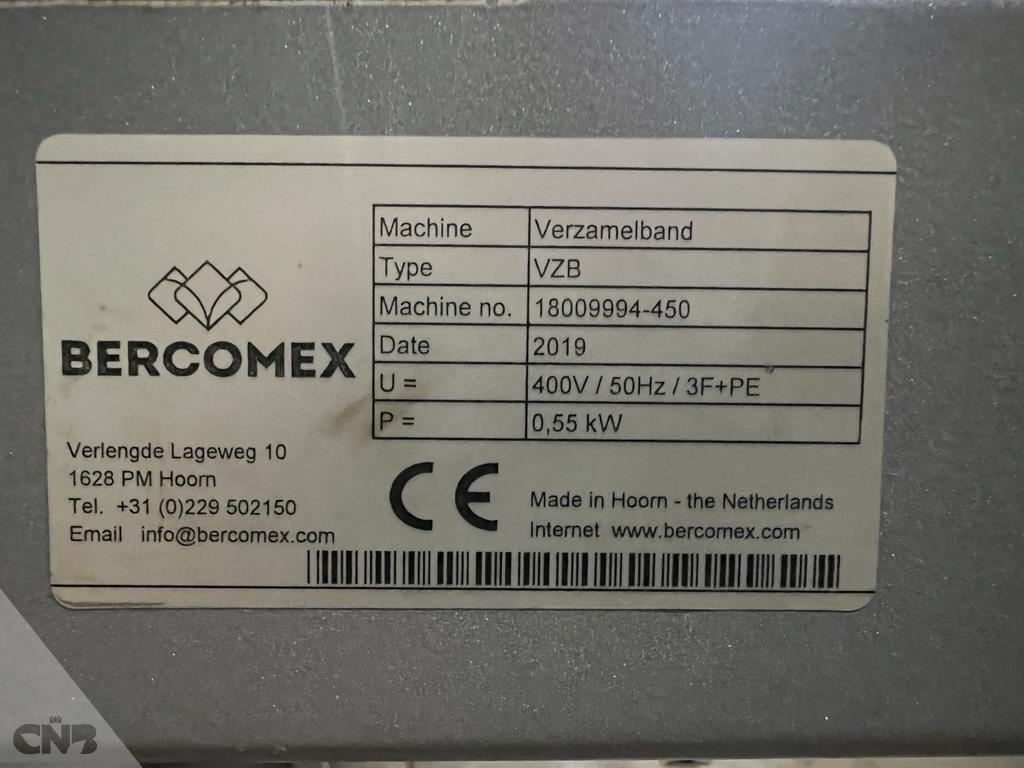 BERCOMEX
Verlengde Lageweg 10
1628 PM Hoorn
Tel. +31 (0)229 502150
Email info@bercomex.com
Machine Verzamelband
Type VZB
Machine no. 18009994-450
Date 2019
U = 400V / 50Hz / 3F+PE
P = 0,55 kW
CE
Made in Hoorn - the Netherlands
Internet www.bercomex.com
CNB